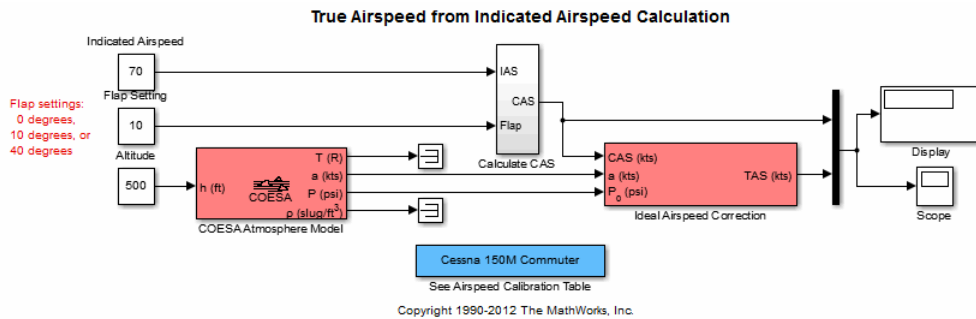 True Airspeed from Indicated Airspeed Calculation
Indicated Airspeed
70
Flap Setting
Flap settings:
0 degrees,
10 degrees, or
40 degrees
10
Altitude
500
IAS
CAS
Flap
Calculate CAS
h (ft)
COESA
T (R)
a (kts)
P (psi)
ρ (slug/ft³)
COESA Atmosphere Model
CAS (kts)
a (kts)
P₀ (psi)
TAS (kts)
Ideal Airspeed Correction
Display
Scope
Cessna 150M Commuter
See Airspeed Calibration Table
Copyright 1990-2012 The MathWorks, Inc.